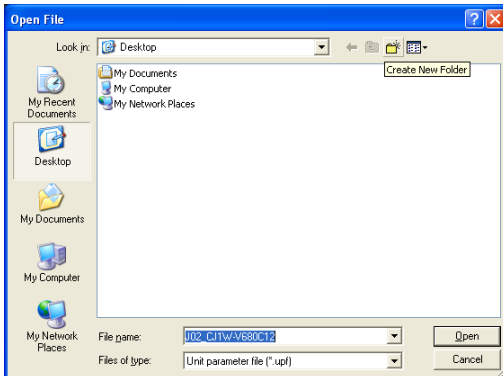 Open File
Look in:
Desktop
Create New Folder
My Documents
My Computer
My Network Places
My Recent
Documents
Desktop
My Documents
My Computer
My Network
Places
File name:
J02_CJ1W-V680C12
Open
Files of type:
Unit parameter file (*.upf)
Cancel